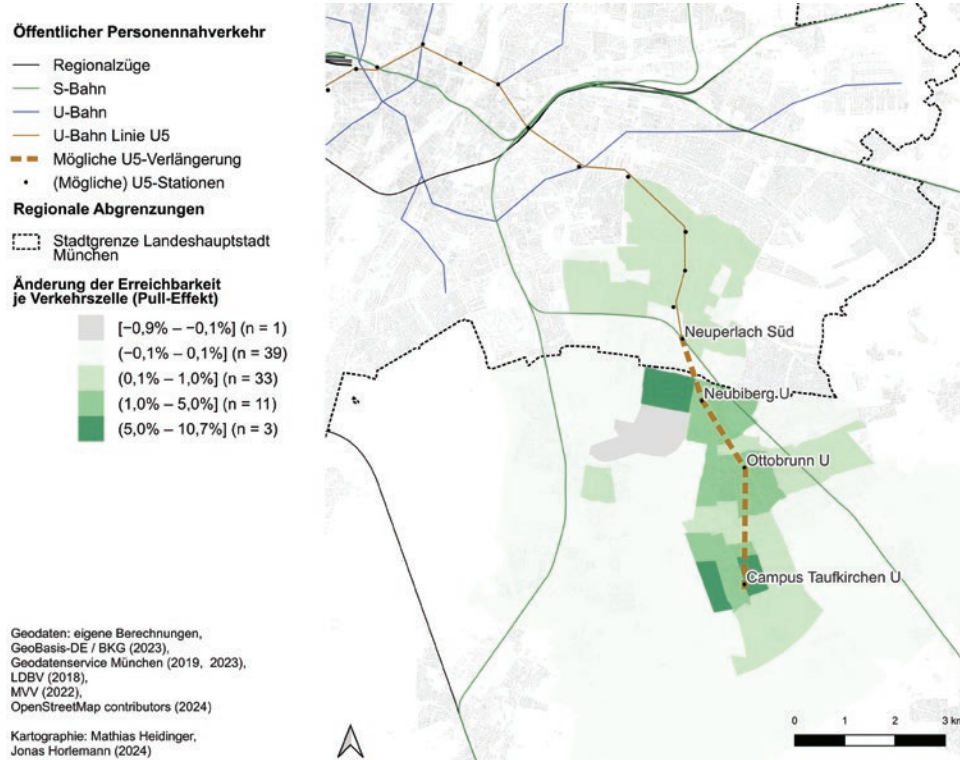 Öffentlicher Personennahverkehr
Regionalzüge
S-Bahn
U-Bahn
U-Bahn Linie U5
Mögliche U5-Verlängerung
(Mögliche) U5-Stationen
Regionale Abgrenzungen
Stadtgrenze Landeshauptstadt
München
Änderung der Erreichbarkeit
je Verkehrszelle (Pull-Effekt)
[−0,9% – −0,1%] (n = 1)
(−0,1% – 0,1%] (n = 39)
(0,1% – 1,0%] (n = 33)
(1,0% – 5,0%] (n = 11)
(5,0% – 10,7%] (n = 3)
Geodaten: eigene Berechnungen,
GeoBasis-DE / BKG (2023),
Geodatenservice München (2019, 2023),
LDBV (2018),
MVV (2022),
OpenStreetMap contributors (2024)
Kartographie: Mathias Heidinger,
Jonas Horlemann (2024)
Neuperlach Süd
Neubiberg U
Ottobrunn U
Campus Taufkirchen U
0 1 2 3 km